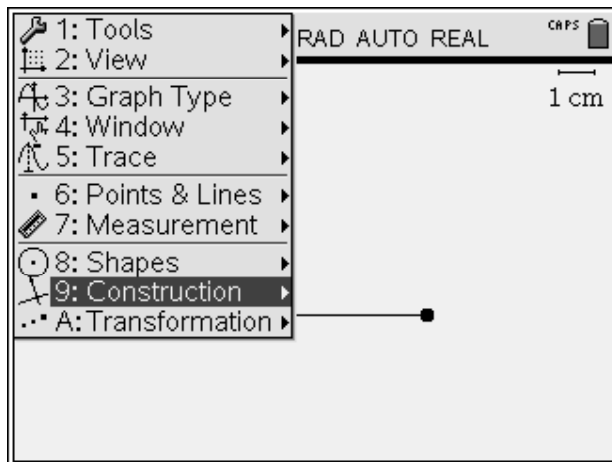 1: Tools
RAD AUTO REAL
CAPS
2: View
1 cm
3: Graph Type
4: Window
5: Trace
6: Points & Lines
7: Measurement
8: Shapes
9: Construction
A: Transformation